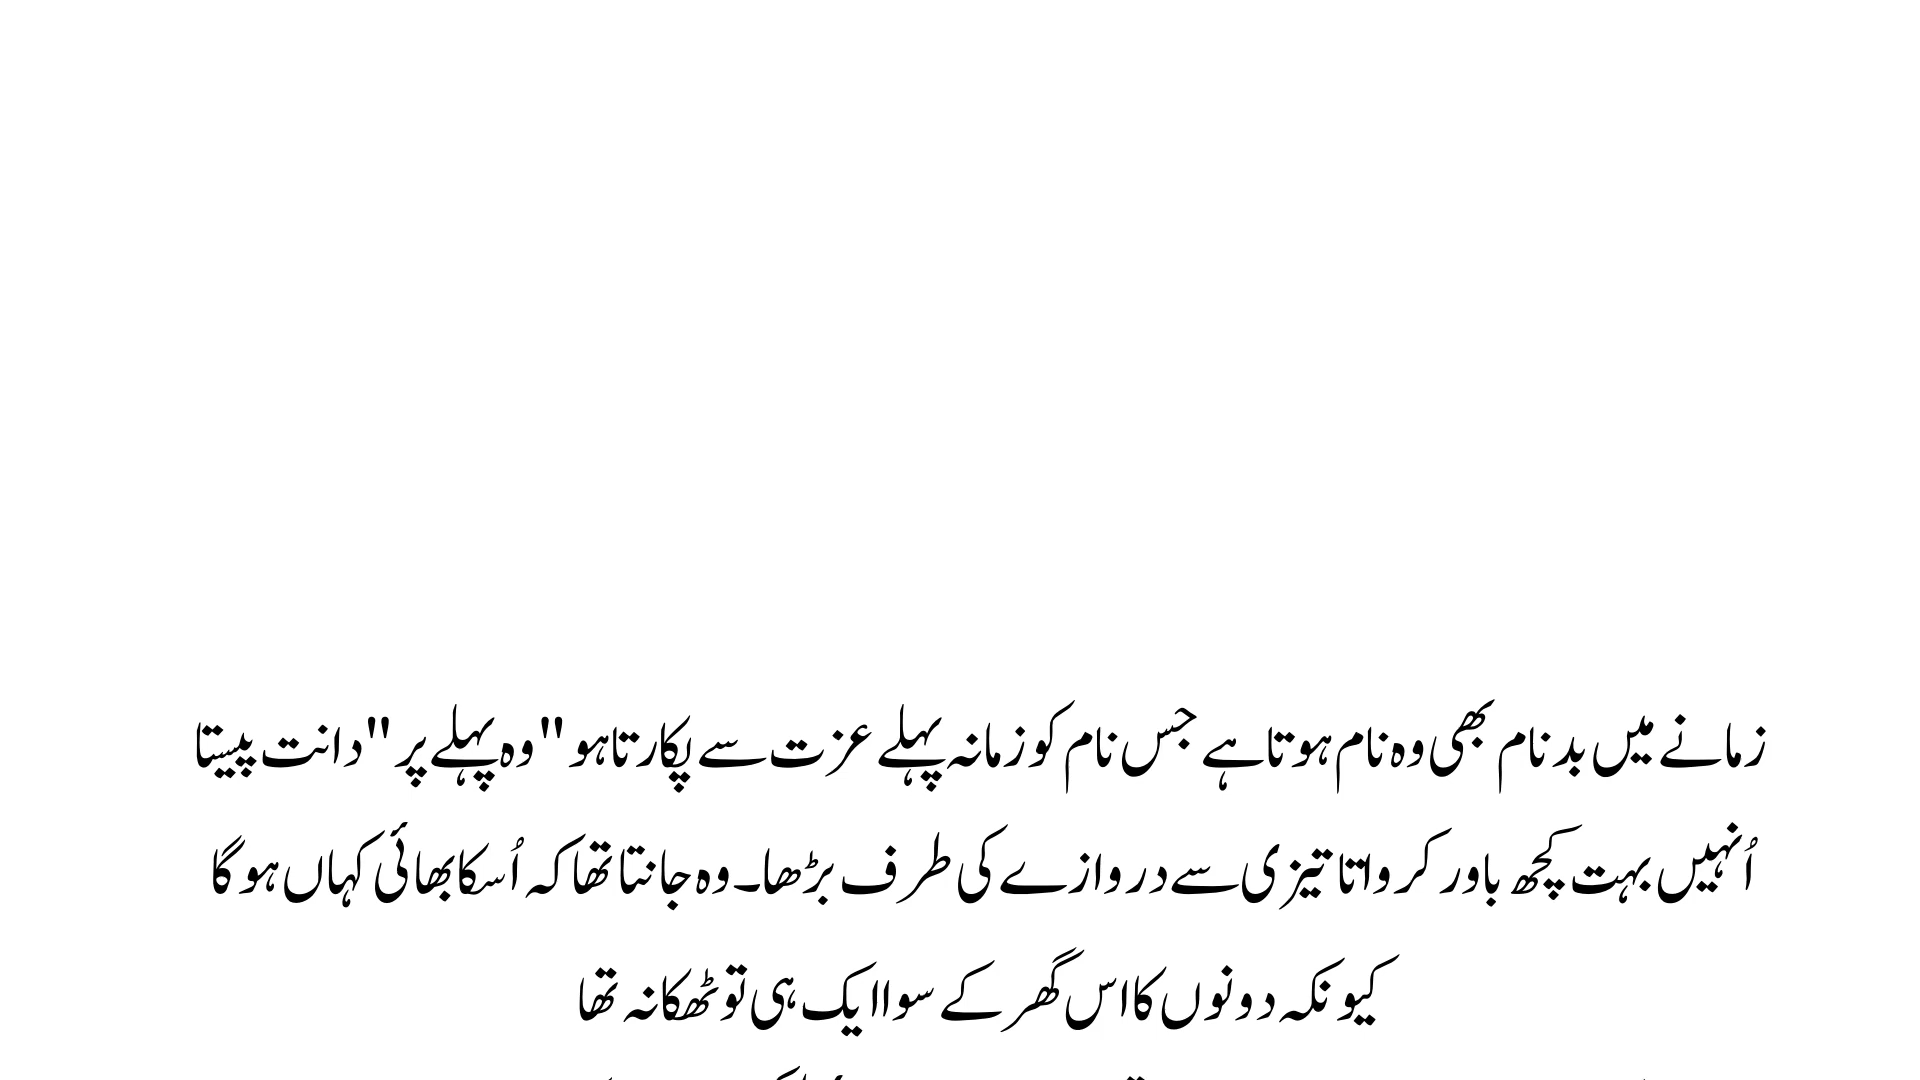 زمانے میں بدنام بھی وہ نام ہوتا ہے جس نام کو زمانہ پہلے عزت سے پکارتا ہو "وہ پہلے پر" دانت پیستا
اُنہیں بہت کچھ باور کرواتا تیزی سے دروازے کی طرف بڑھا۔ وہ جانتا تھا کہ اُسکا بھائی کہاں ہو گا
کیونکہ دونوں کا اس گھر کے سوا ایک ہی تو ٹھکانہ تھا